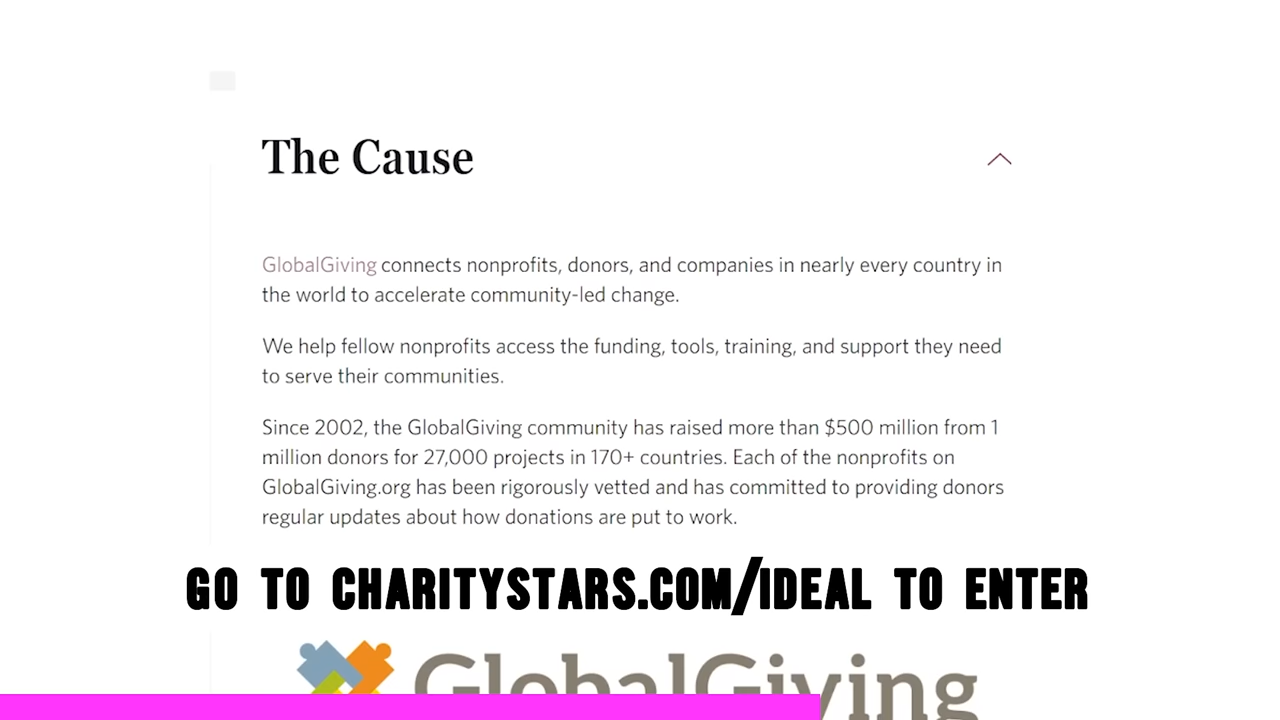 The Cause
GlobalGiving connects nonprofits, donors, and companies in nearly every country in
the world to accelerate community-led change.
We help fellow nonprofits access the funding, tools, training, and support they need
to serve their communities.
Since 2002, the GlobalGiving community has raised more than $500 million from 1
million donors for 27,000 projects in 170+ countries. Each of the nonprofits on
GlobalGiving.org has been rigorously vetted and has committed to providing donors
regular updates about how donations are put to work.
GO TO CHARITYSTARS.COM/IDEAL TO ENTER
GlobalGiving